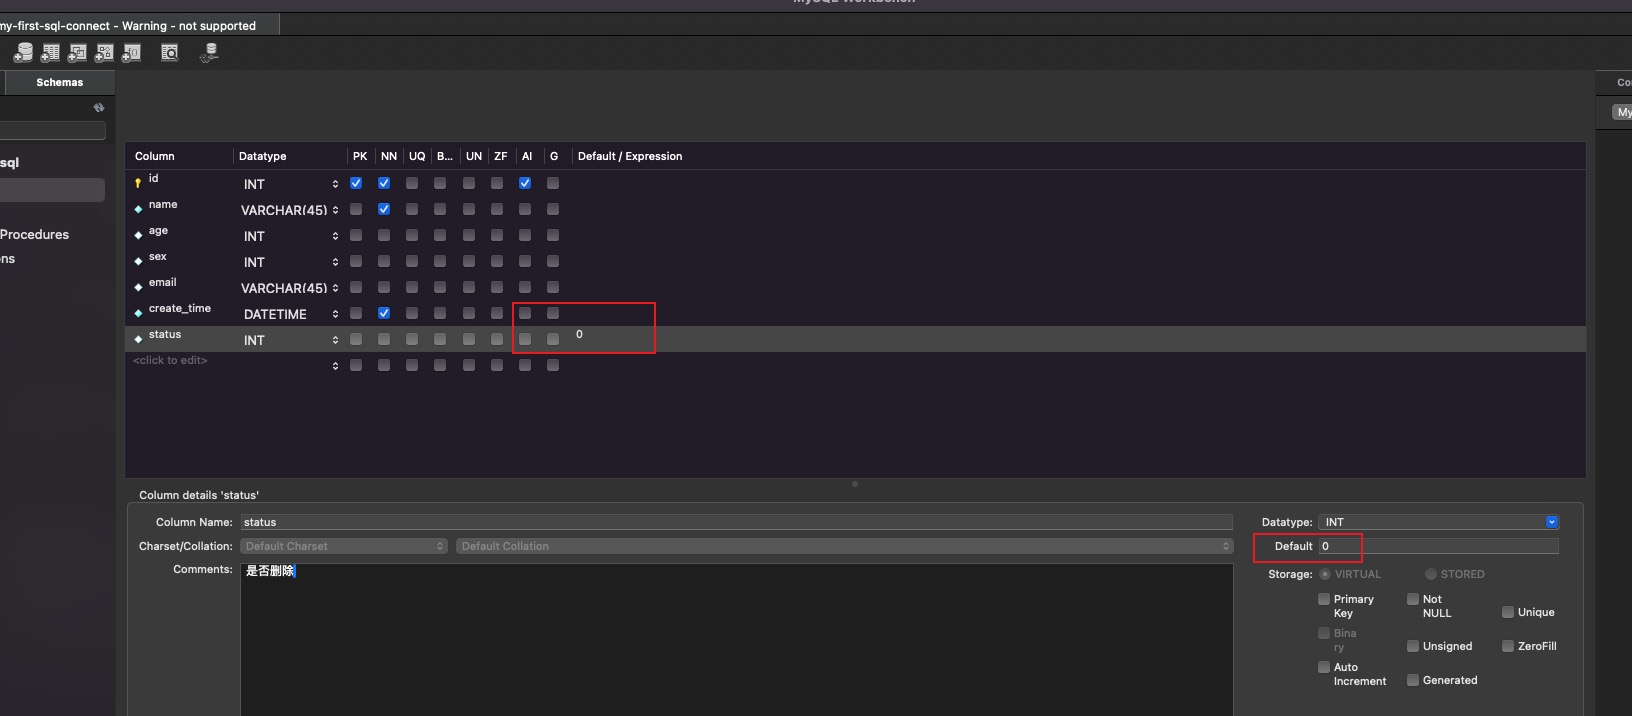 MySQL Workbench
my-first-sql-connect - Warning - not supported
Schemas
Co
My
sql
Procedures
ns
Column Datatype PK NN UQ B... UN ZF AI G Default / Expression
id INT
name VARCHAR(45)
age INT
sex INT
email VARCHAR(45)
create_time DATETIME
status INT 0
<click to edit>
Column details 'status'
Column Name: status Datatype: INT
Charset/Collation: Default Charset Default Collation Default 0
Comments: 是否删除 Storage: VIRTUAL STORED
Primary Key Not NULL Unique
Binary Unsigned ZeroFill
Auto Increment Generated